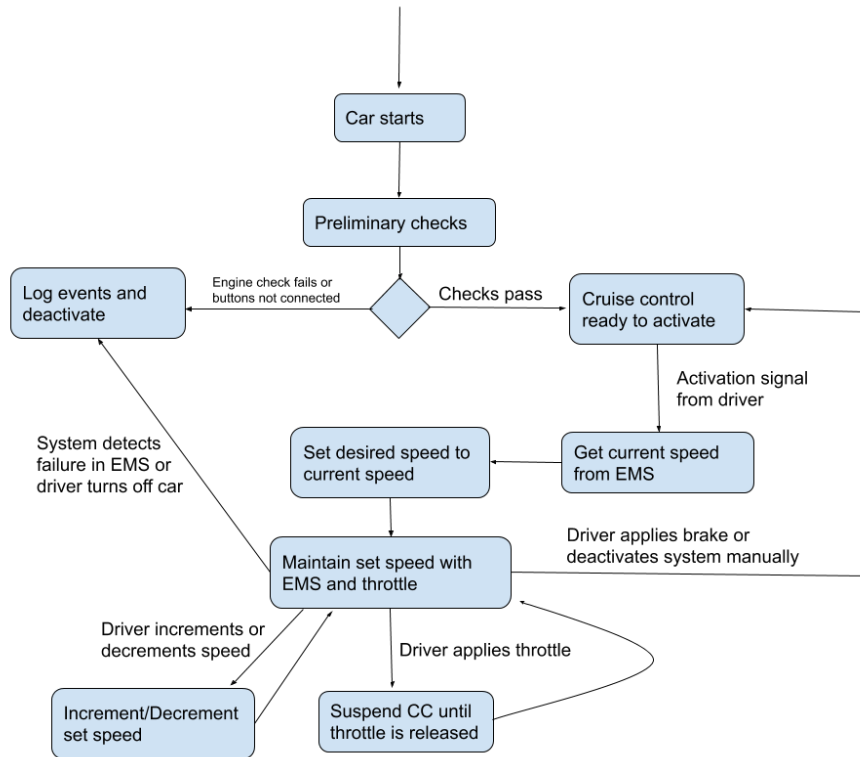 Car starts
Preliminary checks
Engine check fails or
buttons not connected
Checks pass
Log events and
deactivate
Cruise control
ready to activate
Activation signal
from driver
System detects
failure in EMS or
driver turns off car
Set desired speed to
current speed
Get current speed
from EMS
Driver applies brake or
deactivates system manually
Maintain set speed with
EMS and throttle
Driver increments or
decrements speed
Driver applies throttle
Increment/Decrement
set speed
Suspend CC until
throttle is released